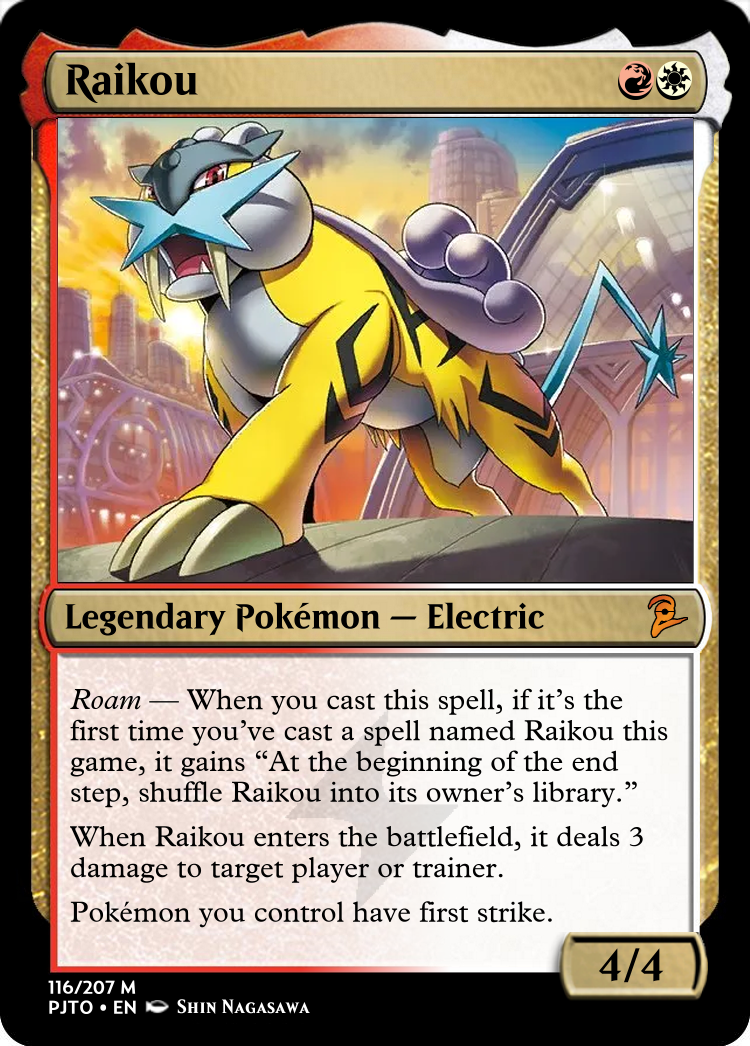 Raikou
Legendary Pokémon — Electric
Roam — When you cast this spell, if it's the
first time you've cast a spell named Raikou this
game, it gains “At the beginning of the end
step, shuffle Raikou into its owner's library.”
When Raikou enters the battlefield, it deals 3
damage to target player or trainer.
Pokémon you control have first strike.
4/4
116/207 M
PJTO • EN Shin Nagasawa